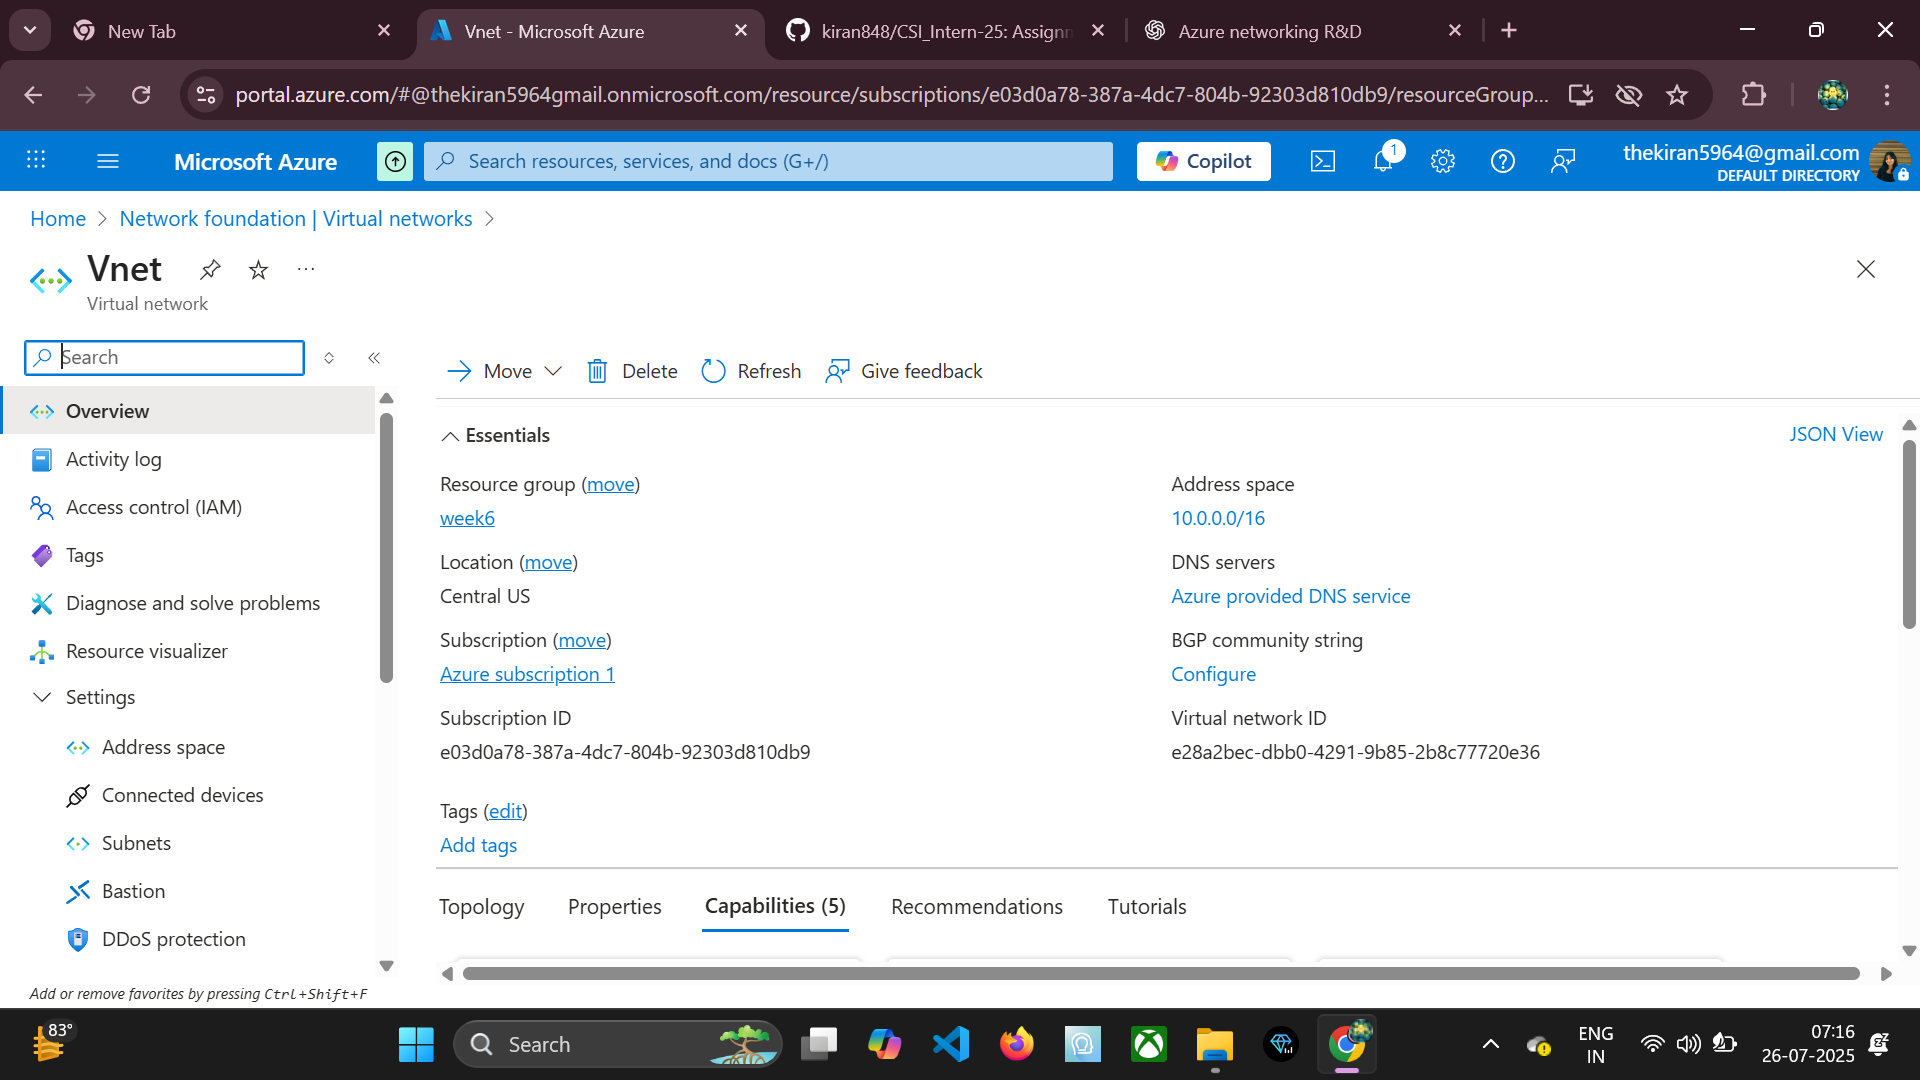 New Tab
Vnet - Microsoft Azure
kiran848/CSI_Intern-25: Assignm
Azure networking R&D
portal.azure.com/#@thekiran5964gmail.onmicrosoft.com/resource/subscriptions/e03d0a78-387a-4dc7-804b-92303d810db9/resourceGroup...
Microsoft Azure
Search resources, services, and docs (G+/)
Copilot
1
thekiran5964@gmail.com
DEFAULT DIRECTORY
Home > Network foundation | Virtual networks >
Vnet
Virtual network
Search
Overview
Activity log
Access control (IAM)
Tags
Diagnose and solve problems
Resource visualizer
Settings
Address space
Connected devices
Subnets
Bastion
DDoS protection
Add or remove favorites by pressing Ctrl+Shift+F
Move
Delete
Refresh
Give feedback
Essentials
JSON View
Resource group (move)
week6
Location (move)
Central US
Subscription (move)
Azure subscription 1
Subscription ID
e03d0a78-387a-4dc7-804b-92303d810db9
Address space
10.0.0.0/16
DNS servers
Azure provided DNS service
BGP community string
Configure
Virtual network ID
e28a2bec-dbb0-4291-9b85-2b8c77720e36
Tags (edit)
Add tags
Topology
Properties
Capabilities (5)
Recommendations
Tutorials
83°
Search
ENG
IN
07:16
26-07-2025